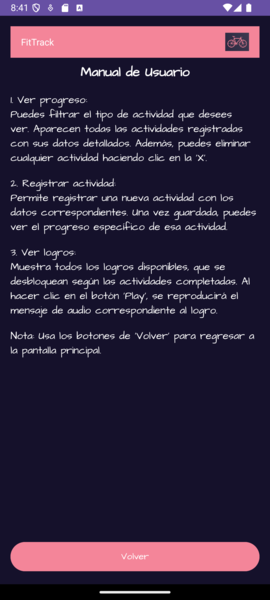 8:41
FitTrack
Manual de Usuario
1. Ver progreso:
Puedes filtrar el tipo de actividad que desees
ver. Aparecen todas las actividades registradas
con sus datos detallados. Además, puedes eliminar
cualquier actividad haciendo clic en la 'X'.
2. Registrar actividad:
Permite registrar una nueva actividad con los
datos correspondientes. Una vez guardada, puedes
ver el progreso específico de esa actividad.
3. Ver logros:
Muestra todos los logros disponibles, que se
desbloquean según las actividades completadas. Al
hacer clic en el botón 'Play', se reproducirá el
mensaje de audio correspondiente al logro.
Nota: Usa los botones de 'Volver' para regresar a
la pantalla principal.
Volver